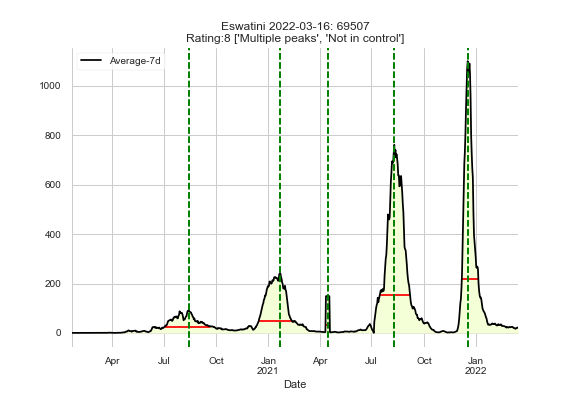 Eswatini 2022-03-16: 69507
Rating:8 ['Multiple peaks', 'Not in control']
Average-7d
1000
800
600
400
200
0
Apr Jul Oct Jan Apr Jul Oct Jan
2021 2022
Date